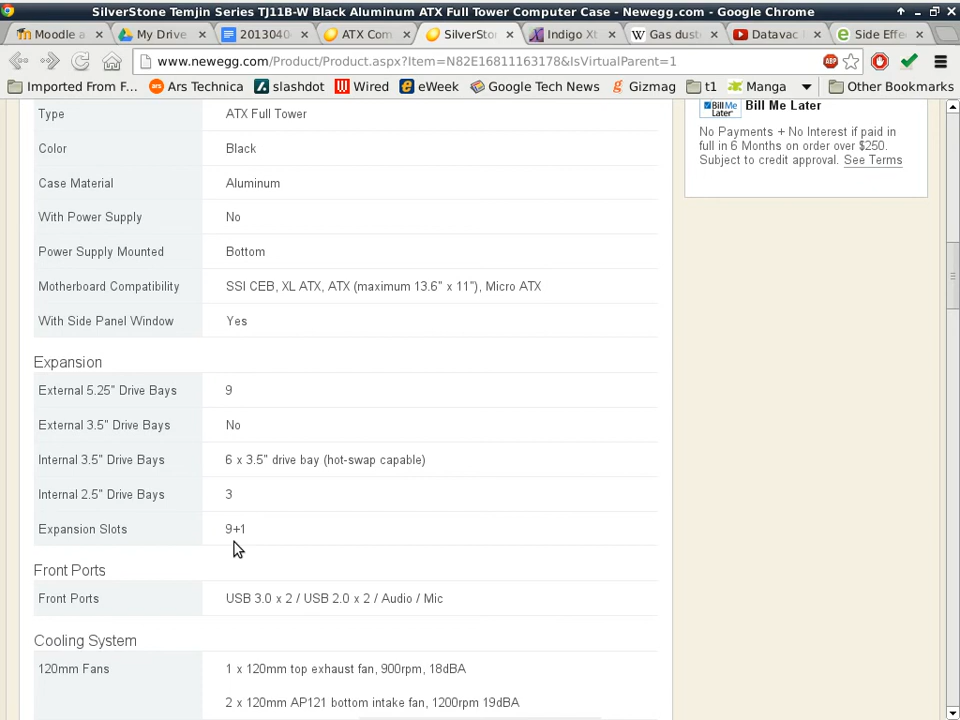 SilverStone Temjin Series TJ11B-W Black Aluminum ATX Full Tower Computer Case - Newegg.com - Google Chrome
Moodle a
My Drive
2013040
ATX Com
SilverSto
Indigo Xt
W Gas dust
Datavac
Side Effe
www.newegg.com/Product/Product.aspx?Item=N82E16811163178&IsVirtualParent=1
ABP
Imported From F...
Ars Technica
slashdot
Wired
eWeek
Google Tech News
Gizmag
t1
Manga
Other Bookmarks
Type ATX Full Tower
Color Black
Case Material Aluminum
With Power Supply No
Power Supply Mounted Bottom
Motherboard Compatibility SSI CEB, XL ATX, ATX (maximum 13.6" x 11"), Micro ATX
With Side Panel Window Yes
Expansion
External 5.25" Drive Bays 9
External 3.5" Drive Bays No
Internal 3.5" Drive Bays 6 x 3.5" drive bay (hot-swap capable)
Internal 2.5" Drive Bays 3
Expansion Slots 9+1
Front Ports
Front Ports USB 3.0 x 2 / USB 2.0 x 2 / Audio / Mic
Cooling System
120mm Fans 1 x 120mm top exhaust fan, 900rpm, 18dBA
2 x 120mm AP121 bottom intake fan, 1200rpm 19dBA
BillMe Later
Bill Me Later
No Payments + No Interest if paid in
full in 6 Months on order over $250.
Subject to credit approval. See Terms